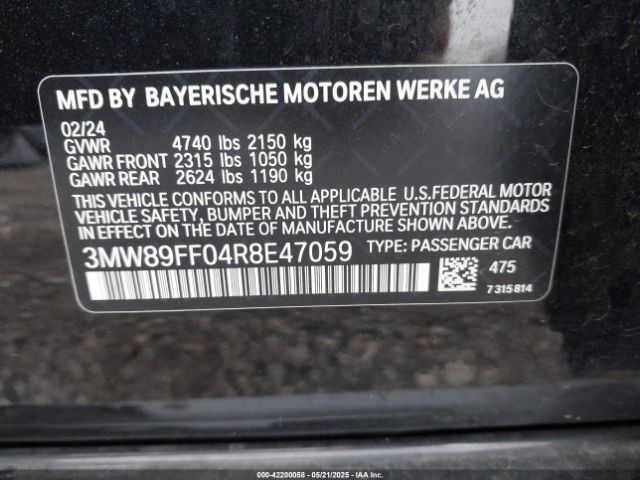 MFD BY BAYERISCHE MOTOREN WERKE AG
02/24
GVWR 4740 lbs 2150 kg
GAWR FRONT 2315 lbs 1050 kg
GAWR REAR 2624 lbs 1190 kg
THIS VEHICLE CONFORMS TO ALL APPLICABLE U.S.FEDERAL MOTOR
VEHICLE SAFETY, BUMPER AND THEFT PREVENTION STANDARDS
IN EFFECT ON THE DATE OF MANUFACTURE SHOWN ABOVE.
3MW89FF04R8E47059 TYPE: PASSENGER CAR
475
7 315 814
000-42200058 - 05/21/2025 - IAA Inc.